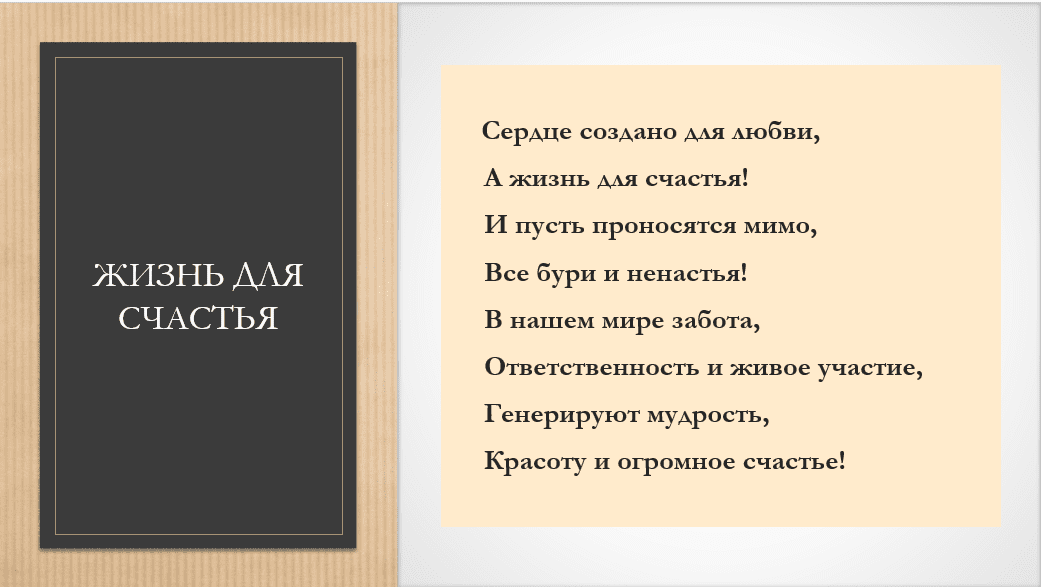 ЖИЗНЬ ДЛЯ
СЧАСТЬЯ
Сердце создано для любви,
А жизнь для счастья!
И пусть проносятся мимо,
Все бури и ненастья!
В нашем мире забота,
Ответственность и живое участие,
Генерируют мудрость,
Красоту и огромное счастье!